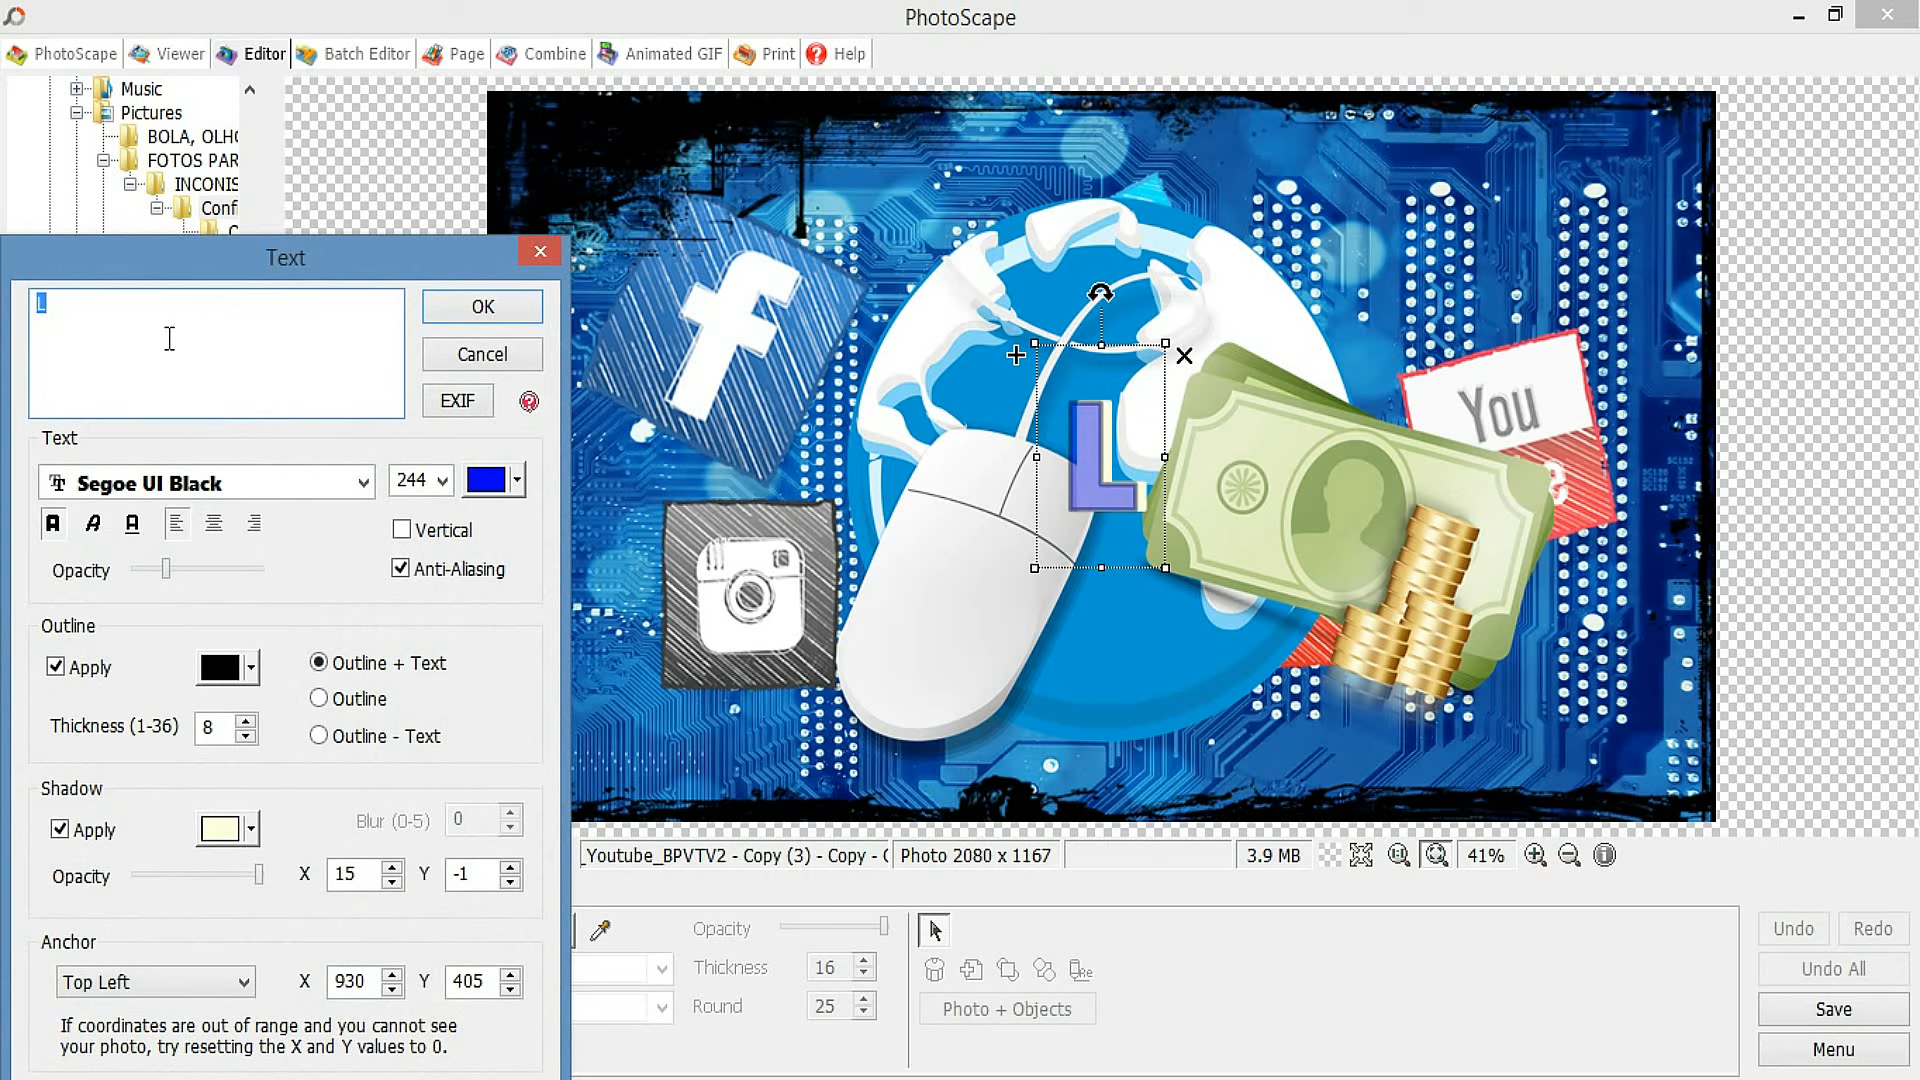 PhotoScape
PhotoScape Viewer Editor Batch Editor Page Combine Animated GIF Print Help
Music
Pictures
BOLA, OLH
FOTOS PAR
INCONIS
Conf
Text
L
OK
Cancel
EXIF
Text
Segoe UI Black 244
Vertical
Opacity
Anti-Aliasing
Outline
Apply
Outline + Text
Outline
Thickness (1-36) 8
Outline - Text
Shadow
Apply
Blur (0-5) 0
Opacity X 15 Y -1
Anchor
Top Left X 930 Y 405
If coordinates are out of range and you cannot see
your photo, try resetting the X and Y values to 0.
f
L
You
_Youtube_BPVTV2 - Copy (3) - Copy - C Photo 2080 x 1167 3.9 MB 41%
Opacity
Thickness 16
Round 25
Re
Photo + Objects
Undo Redo
Undo All
Save
Menu